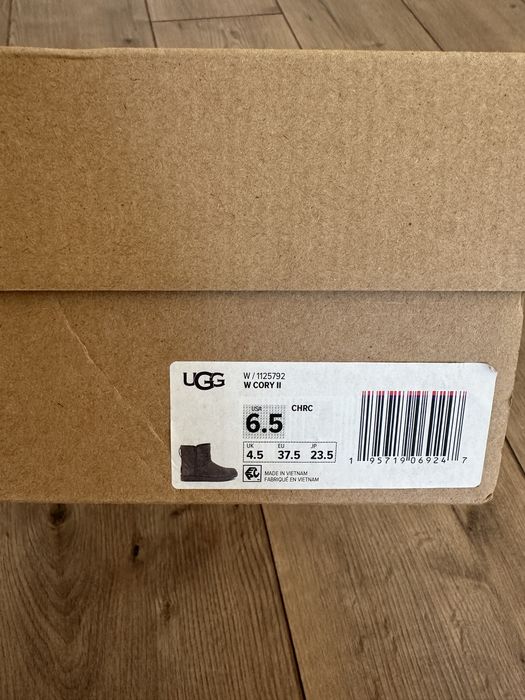 UGG
W / 1125792
W CORY II
USA
6.5
CHRC
UK EU JP
4.5 37.5 23.5
MADE IN VIETNAM
FABRIQUÉ EN VIETNAM
1 95719 06924 7